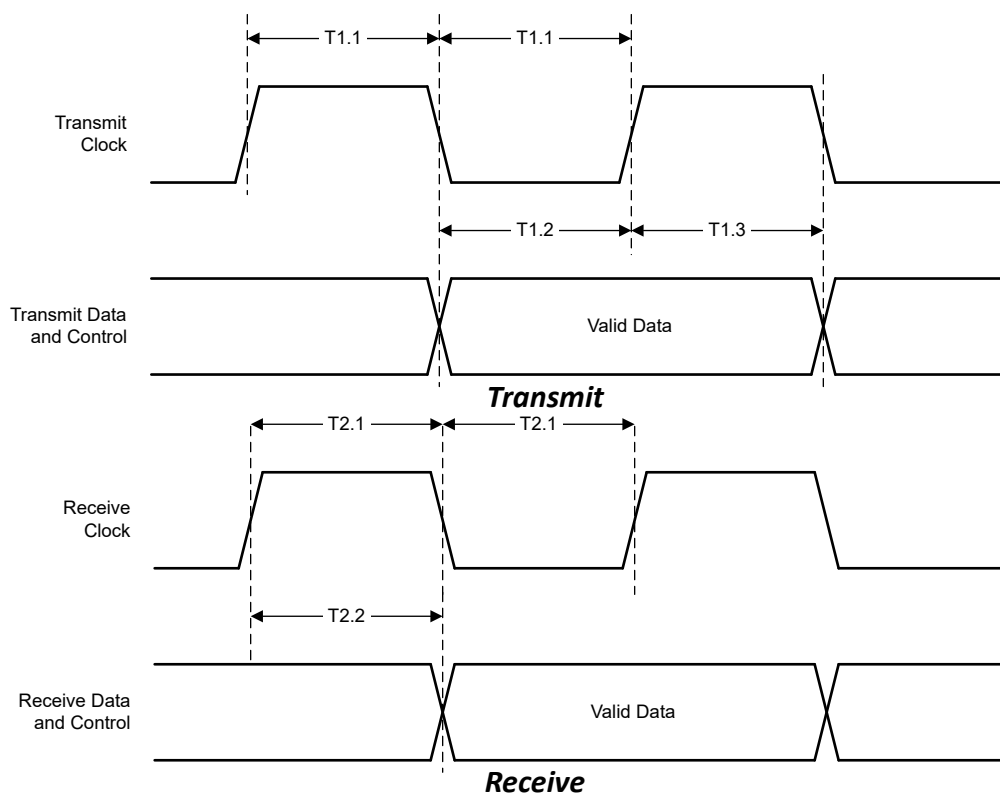 T1.1 T1.1
Transmit
Clock
T1.2 T1.3
Transmit Data
and Control
Valid Data
Transmit
T2.1 T2.1
Receive
Clock
T2.2
Receive Data
and Control
Valid Data
Receive